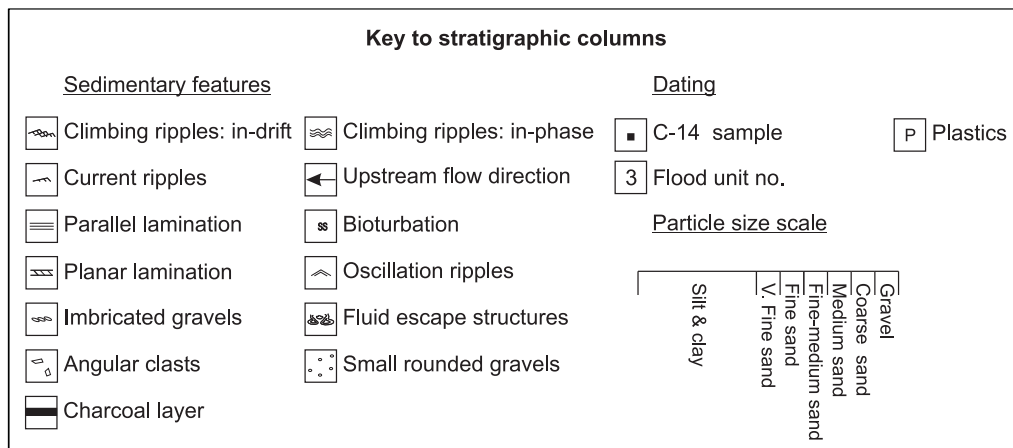 Key to stratigraphic columns
Sedimentary features
Climbing ripples: in-drift
Current ripples
Parallel lamination
Planar lamination
Imbricated gravels
Angular clasts
Charcoal layer
Climbing ripples: in-phase
Upstream flow direction
ss Bioturbation
Oscillation ripples
Fluid escape structures
Small rounded gravels
Dating
C-14 sample
P Plastics
3 Flood unit no.
Particle size scale
Silt & clay
V. Fine sand
Fine sand
Fine-medium sand
Medium sand
Coarse sand
Gravel